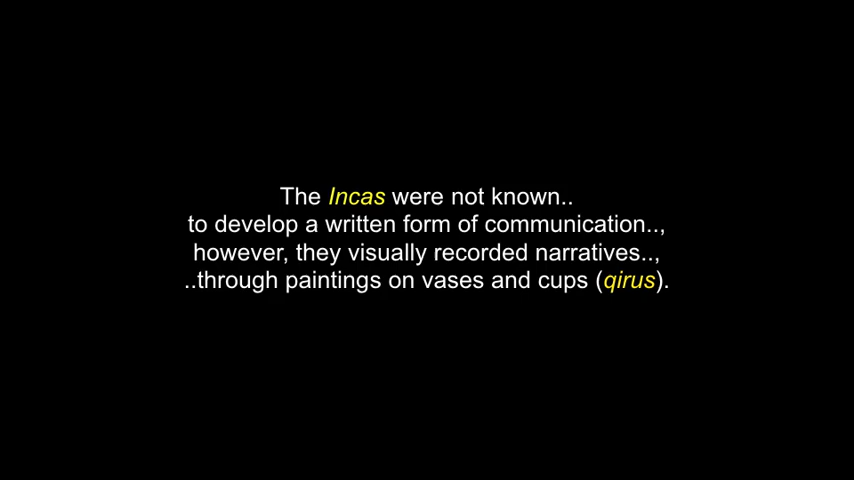 The Incas were not known..
to develop a written form of communication..,
however, they visually recorded narratives..,
..through paintings on vases and cups (qirus).